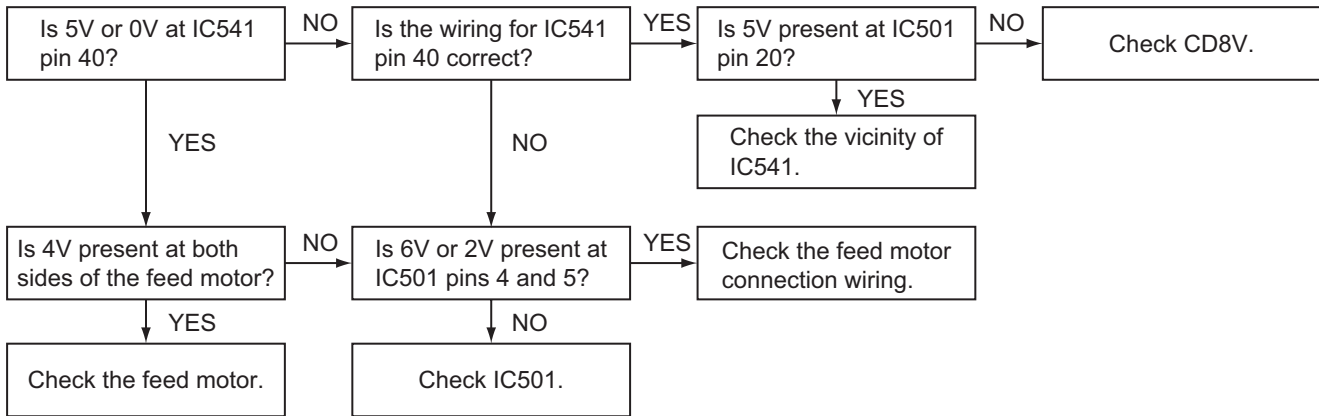 Is 5V or 0V at IC541
pin 40?
NO
Is the wiring for IC541
pin 40 correct?
YES
Is 5V present at IC501
pin 20?
NO
Check CD8V.
YES
NO
YES
Check the vicinity of
IC541.
Is 4V present at both
sides of the feed motor?
NO
Is 6V or 2V present at
IC501 pins 4 and 5?
YES
Check the feed motor
connection wiring.
YES
NO
Check the feed motor.
Check IC501.